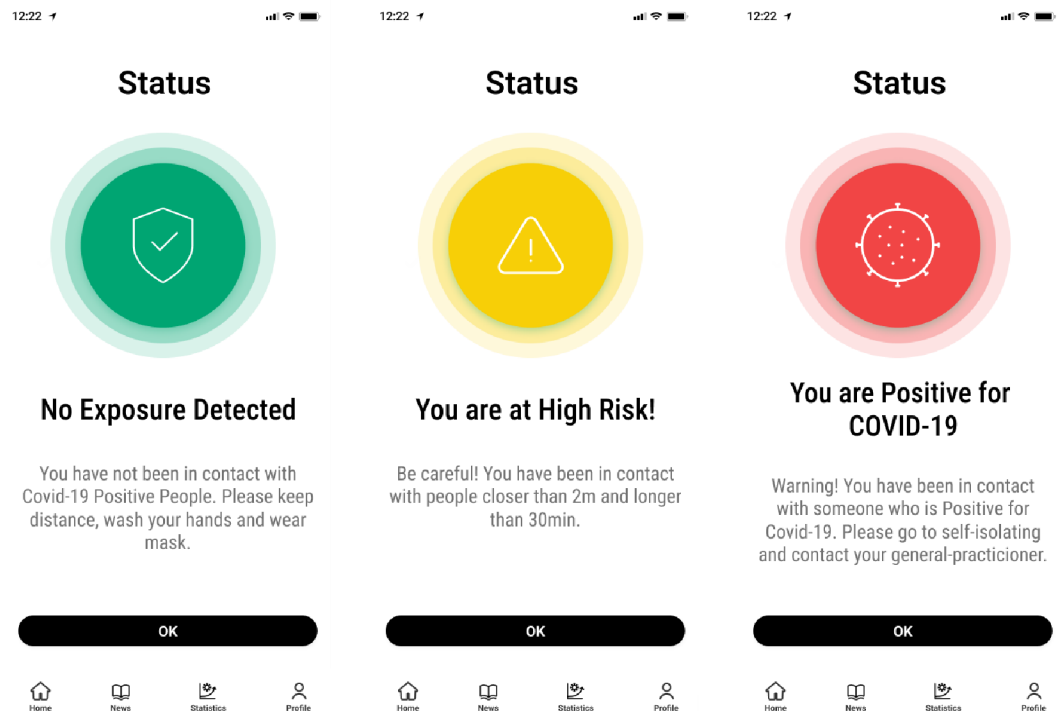 12:22
Status
No Exposure Detected
You have not been in contact with
Covid-19 Positive People. Please keep
distance, wash your hands and wear
mask.
OK
Home News Statistics Profile
12:22
Status
You are at High Risk!
Be careful! You have been in contact
with people closer than 2m and longer
than 30min.
OK
Home News Statistics Profile
12:22
Status
You are Positive for
COVID-19
Warning! You have been in contact
with someone who is Positive for
Covid-19. Please go to self-isolating
and contact your general-practicioner.
OK
Home News Statistics Profile